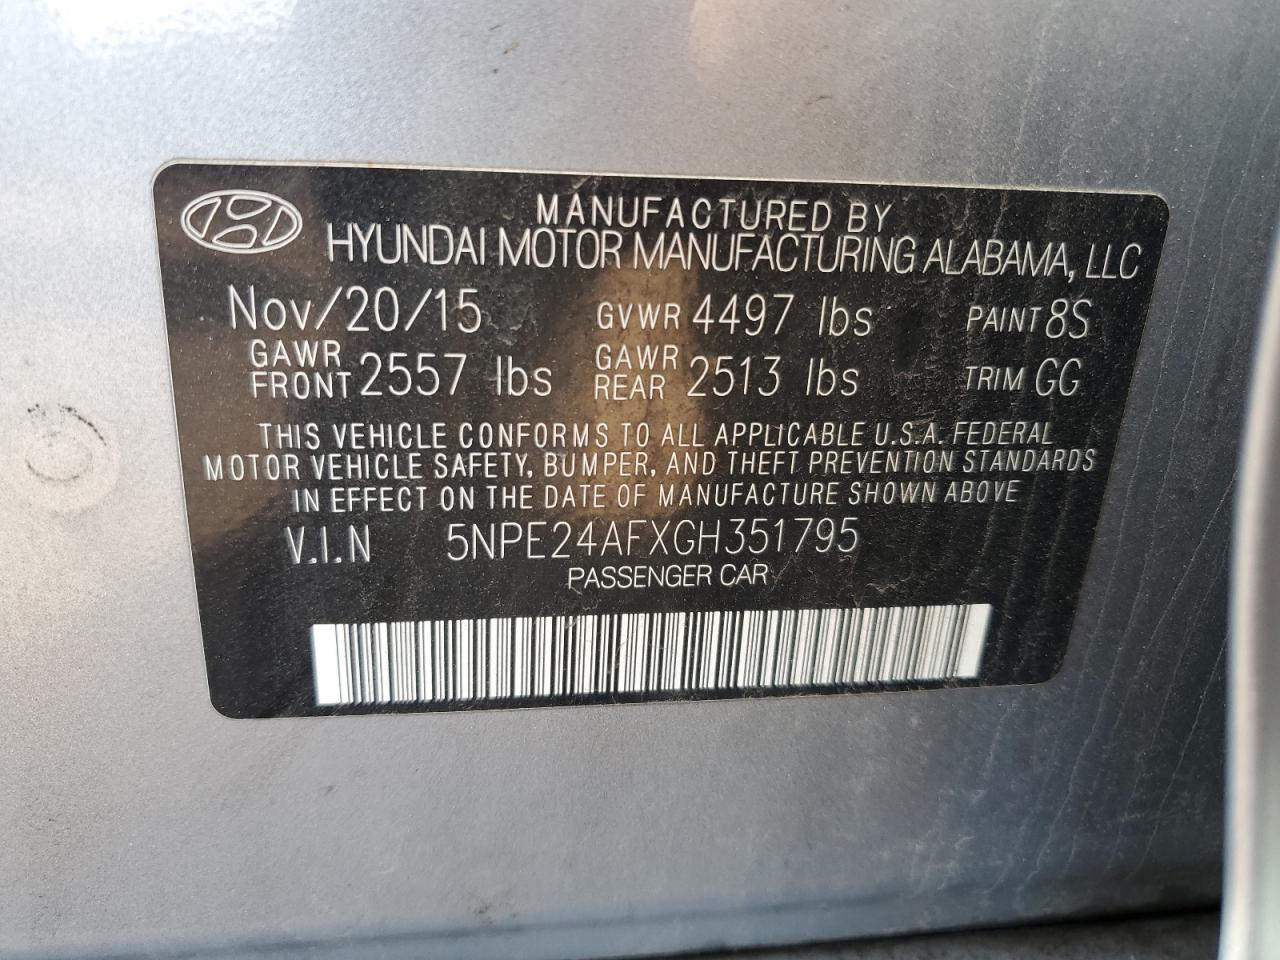 MANUFACTURED BY
HYUNDAI MOTOR MANUFACTURING ALABAMA, LLC
Nov/20/15 GVWR 4497 lbs PAINT 8S
GAWR FRONT 2557 lbs GAWR REAR 2513 lbs TRIM GG
THIS VEHICLE CONFORMS TO ALL APPLICABLE U.S.A. FEDERAL
MOTOR VEHICLE SAFETY, BUMPER, AND THEFT PREVENTION STANDARDS
IN EFFECT ON THE DATE OF MANUFACTURE SHOWN ABOVE
V.I.N 5NPE24AFXGH351795
PASSENGER CAR